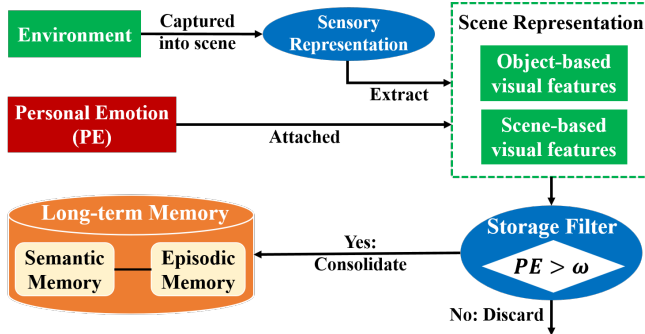 Environment
Captured
into scene
Sensory
Representation
Scene Representation
Object-based
visual features
Extract
Personal Emotion
(PE)
Attached
Scene-based
visual features
Long-term Memory
Semantic
Memory
Episodic
Memory
Yes:
Consolidate
Storage Filter
PE > ω
No: Discard